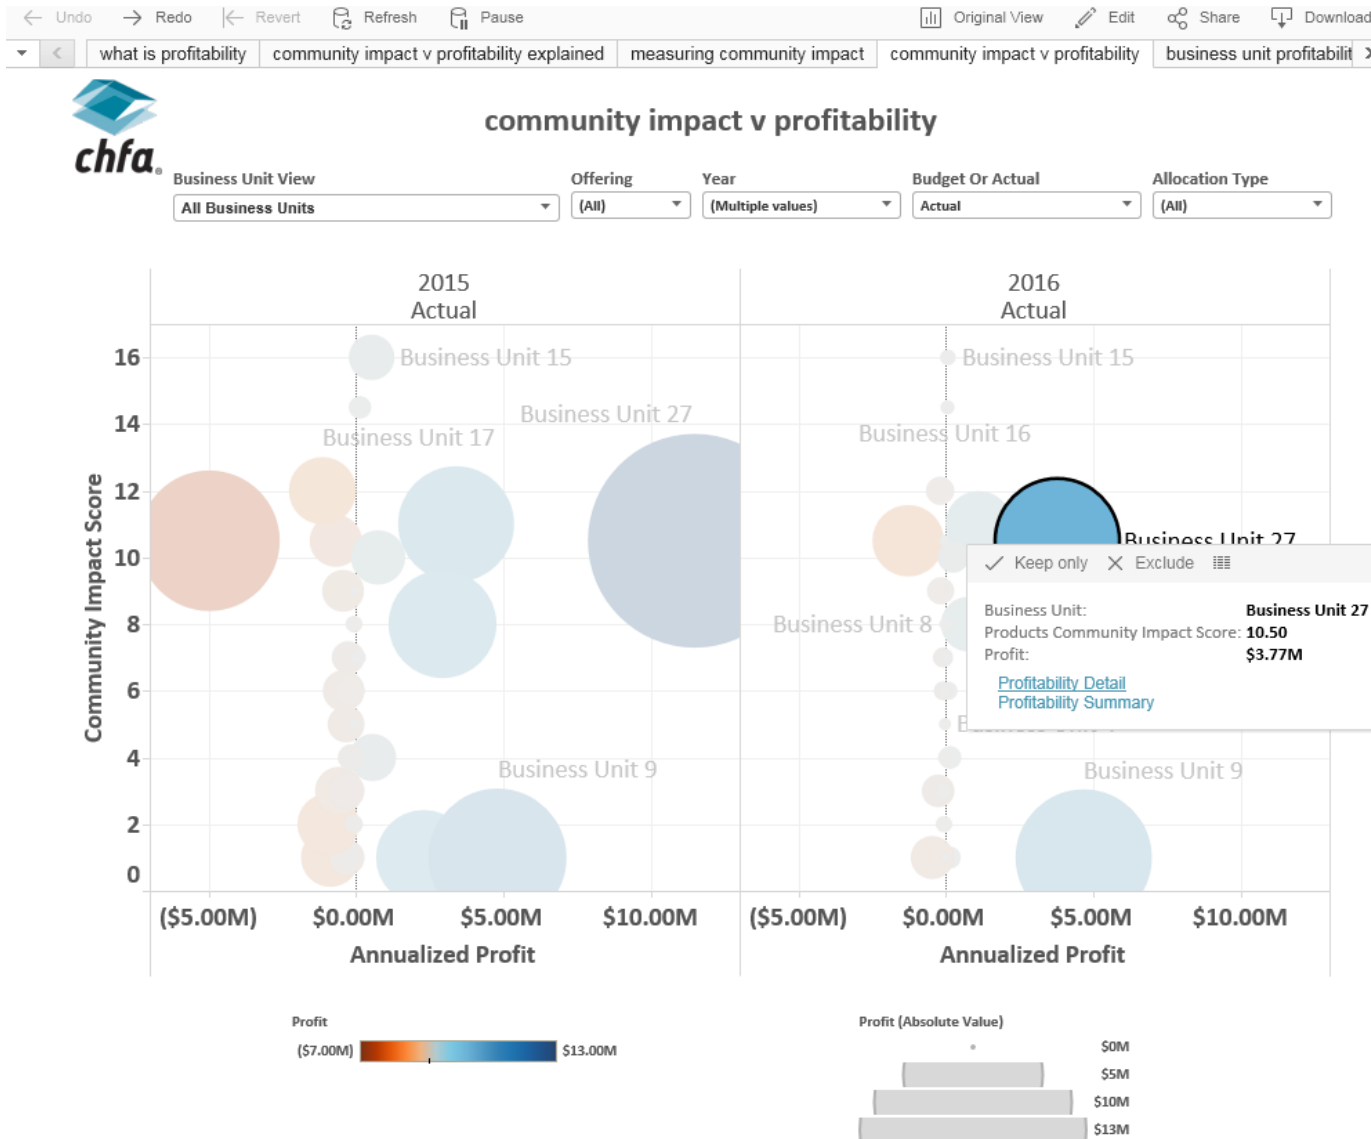 Undo Redo Revert Refresh Pause Original View Edit Share Download
what is profitability community impact v profitability explained measuring community impact community impact v profitability business unit profitabilit
chfa®
community impact v profitability
Business Unit View Offering Year Budget Or Actual Allocation Type
All Business Units (All) (Multiple values) Actual (All)
2015 2016
Actual Actual
16 Business Unit 15 Business Unit 15
14 Business Unit 27
Business Unit 17 Business Unit 16
12
10 Business Unit 27
Community Impact Score
Keep only Exclude
Business Unit: Business Unit 27
8 Business Unit 8 Products Community Impact Score: 10.50
Profit: $3.77M
6 Profitability Detail
Profitability Summary
4
Business Unit 9 Business Unit 9
2
0
($5.00M) $0.00M $5.00M $10.00M ($5.00M) $0.00M $5.00M $10.00M
Annualized Profit Annualized Profit
Profit Profit (Absolute Value)
($7.00M) $13.00M $0M
$5M
$10M
$13M